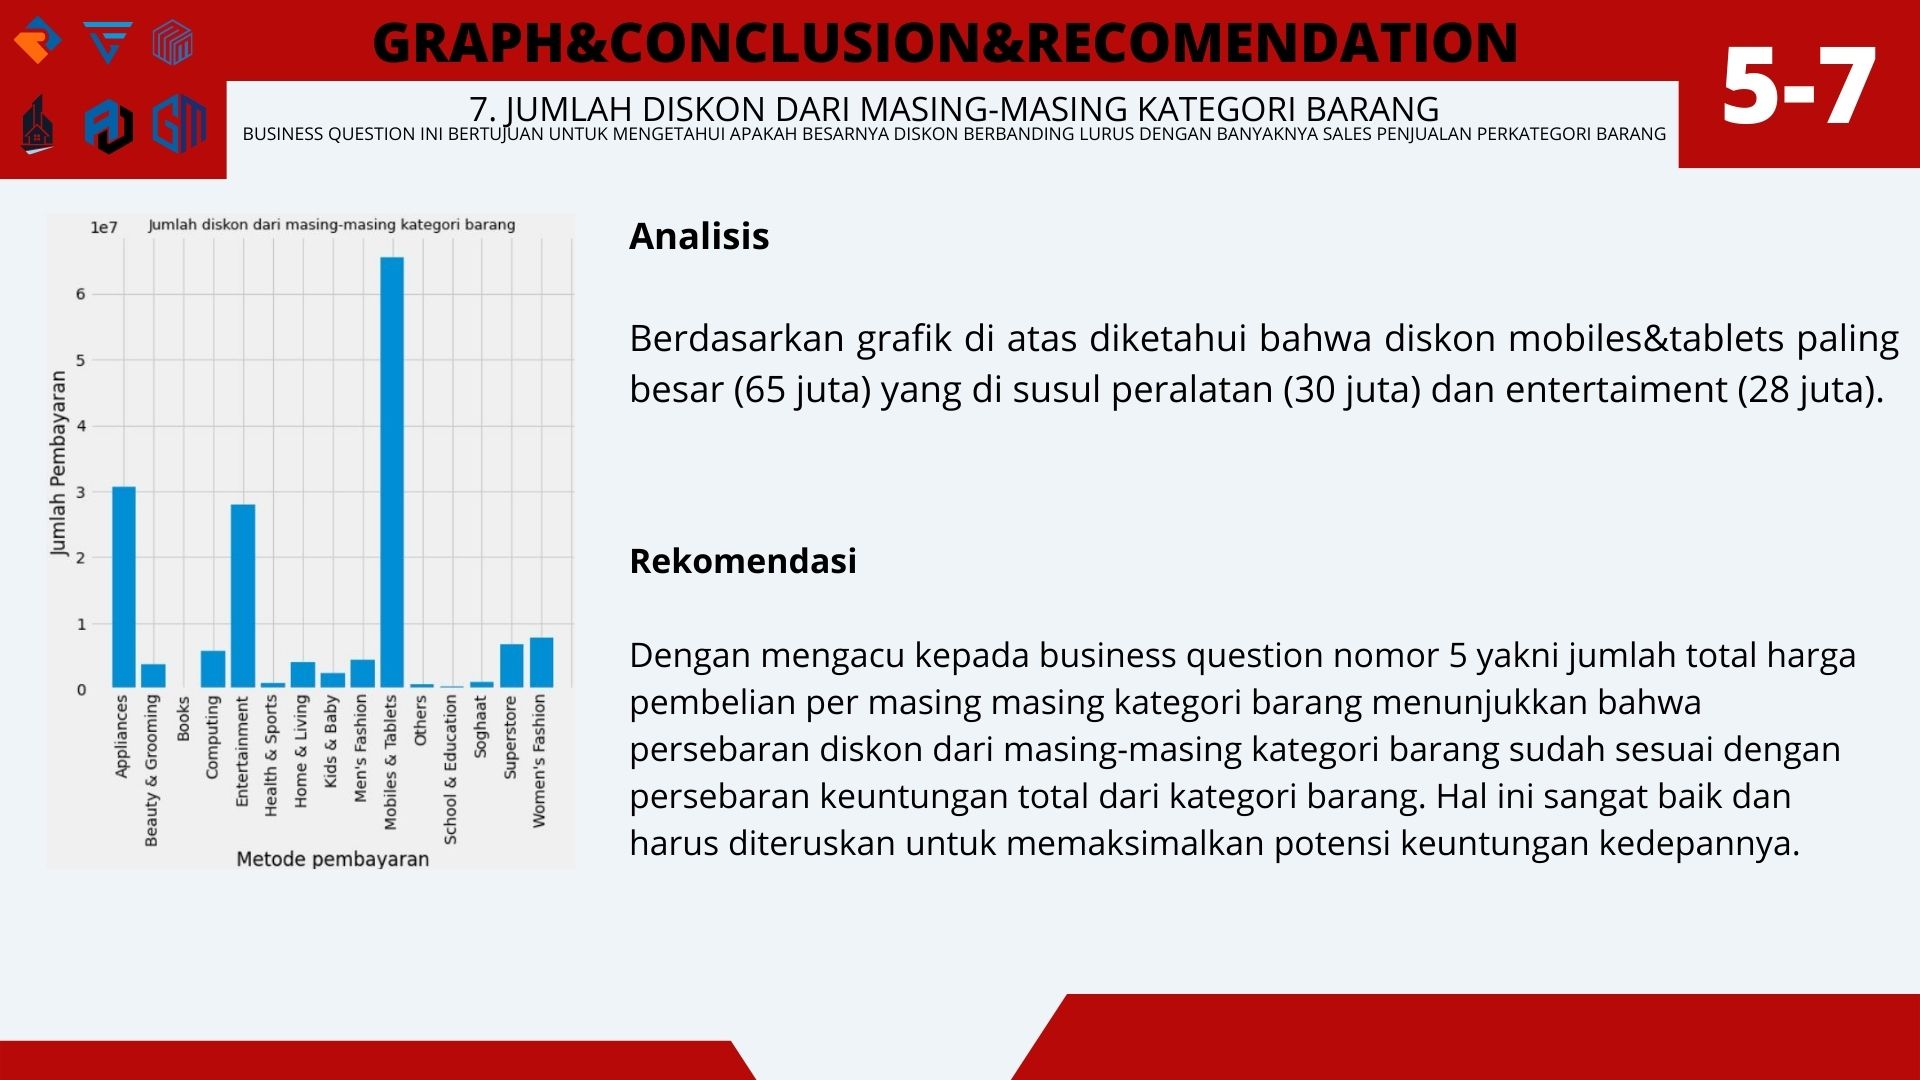 GRAPH&CONCLUSION&RECOMENDATION
5-7
7. JUMLAH DISKON DARI MASING-MASING KATEGORI BARANG
BUSINESS QUESTION INI BERTUJUAN UNTUK MENGETAHUI APAKAH BESARNYA DISKON BERBANDING LURUS DENGAN BANYAKNYA SALES PENJUALAN PERKATEGORI BARANG
1e7
Jumlah diskon dari masing-masing kategori barang
6
5
4
3
2
1
0
Jumlah Pembayaran
Appliances
Beauty & Grooming
Books
Computing
Entertainment
Health & Sports
Home & Living
Kids & Baby
Men's Fashion
Mobiles & Tablets
Others
School & Education
Soghaat
Superstore
Women's Fashion
Metode pembayaran
Analisis
Berdasarkan grafik di atas diketahui bahwa diskon mobiles&tablets paling
besar (65 juta) yang di susul peralatan (30 juta) dan entertaiment (28 juta).
Rekomendasi
Dengan mengacu kepada business question nomor 5 yakni jumlah total harga
pembelian per masing masing kategori barang menunjukkan bahwa
persebaran diskon dari masing-masing kategori barang sudah sesuai dengan
persebaran keuntungan total dari kategori barang. Hal ini sangat baik dan
harus diteruskan untuk memaksimalkan potensi keuntungan kedepannya.